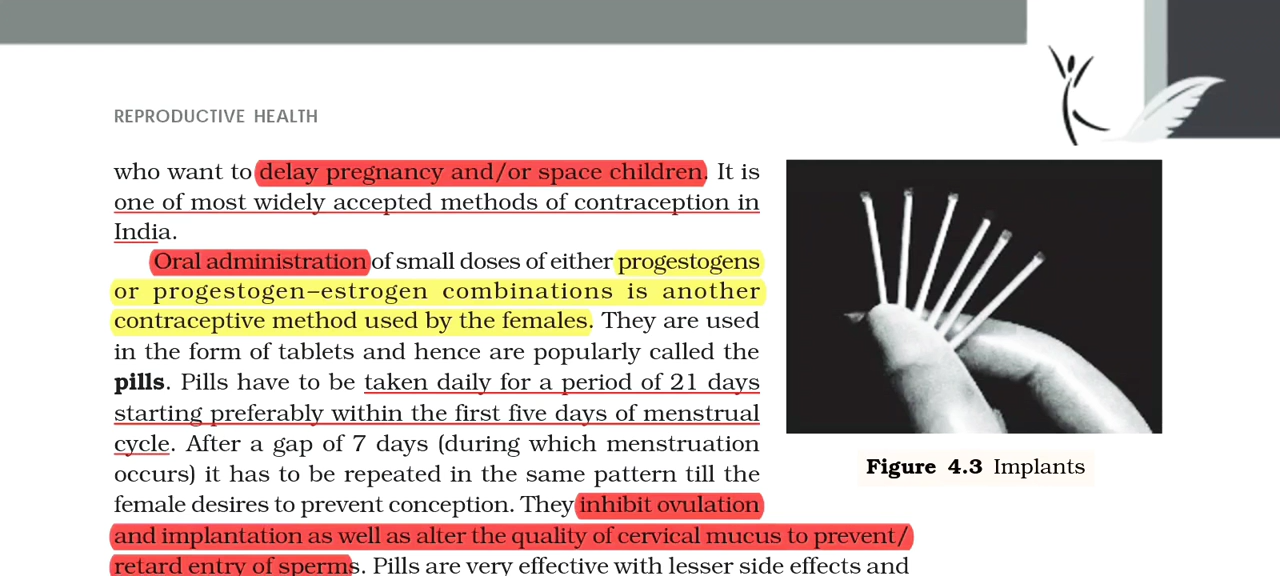 REPRODUCTIVE HEALTH
who want to delay pregnancy and/or space children. It is
one of most widely accepted methods of contraception in
India.
Oral administration of small doses of either progestogens
or progestogen–estrogen combinations is another
contraceptive method used by the females. They are used
in the form of tablets and hence are popularly called the
pills. Pills have to be taken daily for a period of 21 days
starting preferably within the first five days of menstrual
cycle. After a gap of 7 days (during which menstruation
occurs) it has to be repeated in the same pattern till the
female desires to prevent conception. They inhibit ovulation
and implantation as well as alter the quality of cervical mucus to prevent/
retard entry of sperms. Pills are very effective with lesser side effects and
Figure 4.3 Implants